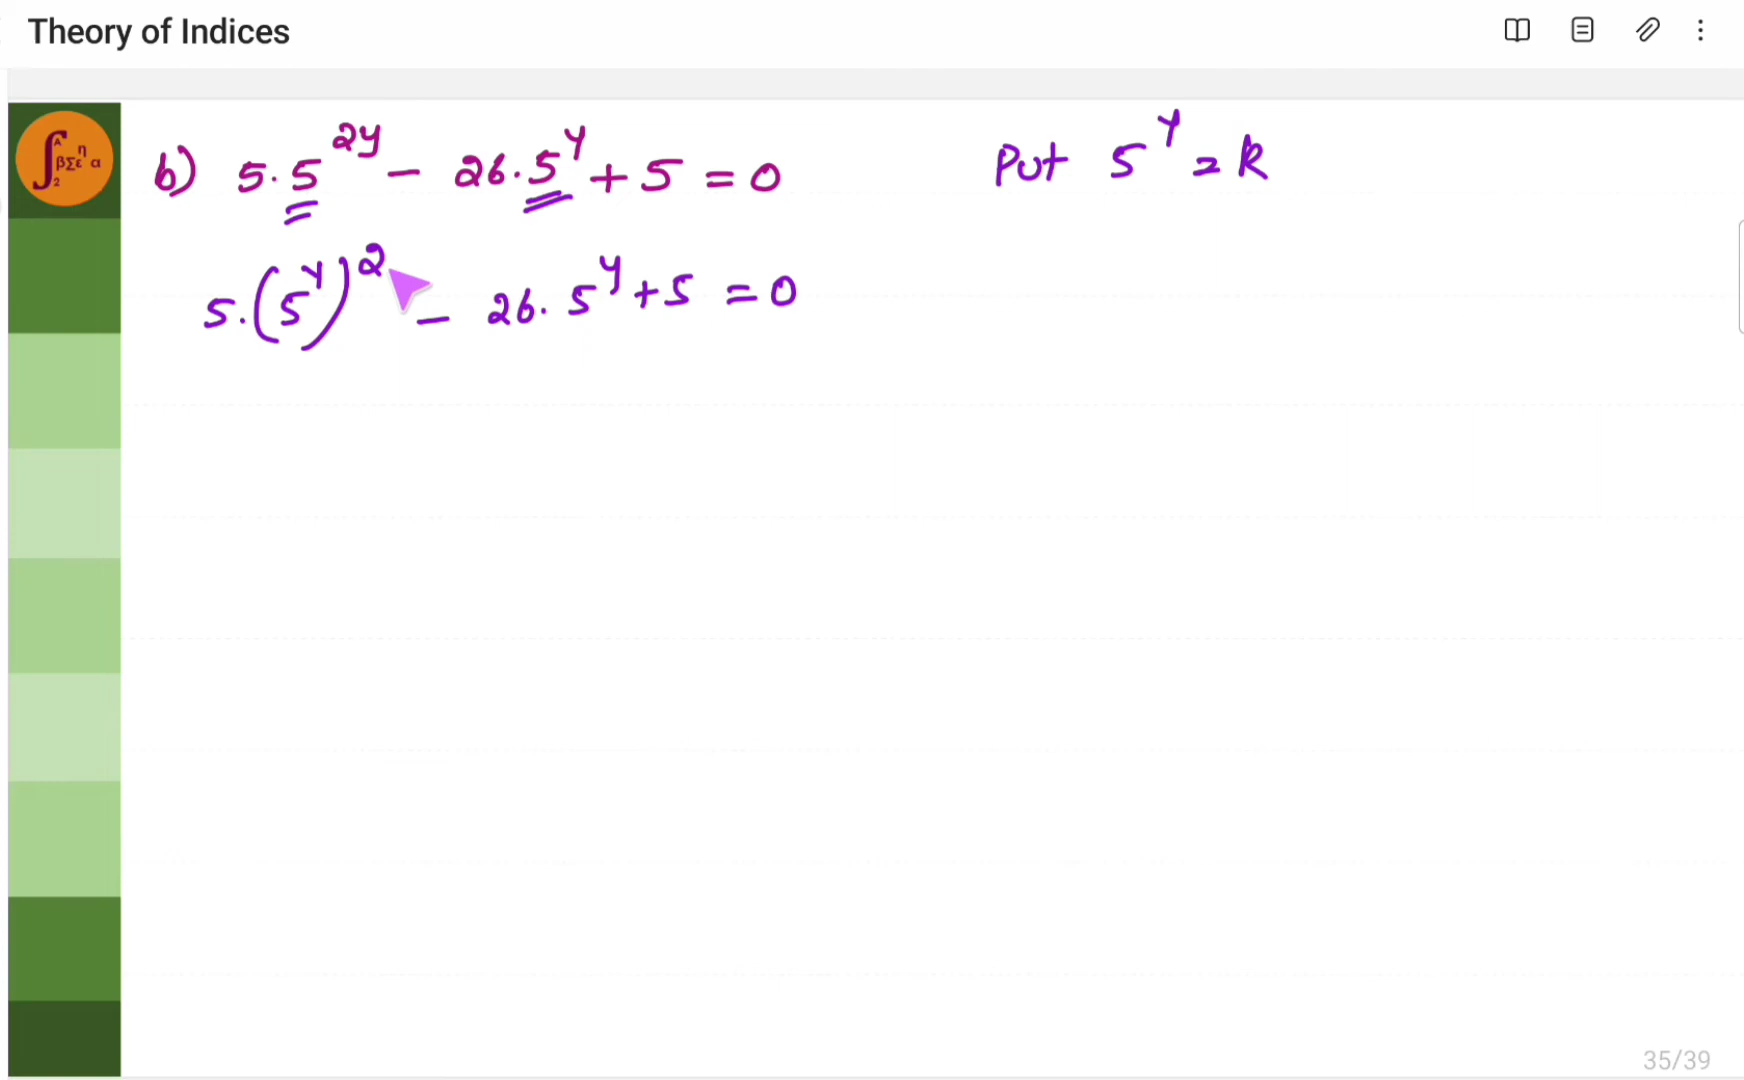 Theory of Indices
b) 5.5^{2y} - 26.5^y + 5 = 0
Put 5^y = k
5.(5^y)^2 - 26.5^y + 5 = 0
35/39